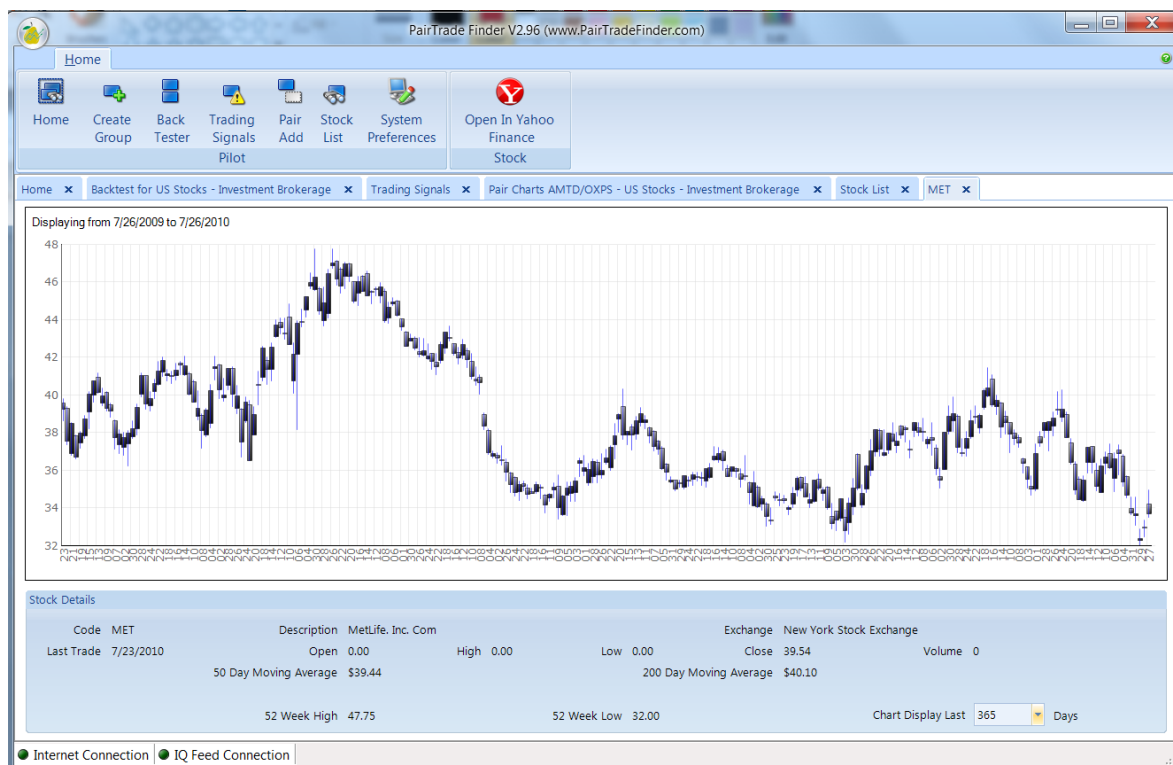 PairTrade Finder V2.96 (www.PairTradeFinder.com)
Home
Home
Create Group
Back Tester
Trading Signals
Pair Add
Stock List
System Preferences
Open In Yahoo Finance
Pilot
Stock
Home
Backtest for US Stocks - Investment Brokerage
Trading Signals
Pair Charts AMTD/OXPS - US Stocks - Investment Brokerage
Stock List
MET
Displaying from 7/26/2009 to 7/26/2010
48
46
44
42
40
38
36
34
32
Stock Details
Code MET Description MetLife. Inc. Com Exchange New York Stock Exchange
Last Trade 7/23/2010 Open 0.00 High 0.00 Low 0.00 Close 39.54 Volume 0
50 Day Moving Average $39.44 200 Day Moving Average $40.10
52 Week High 47.75 52 Week Low 32.00 Chart Display Last 365 Days
Internet Connection IQ Feed Connection